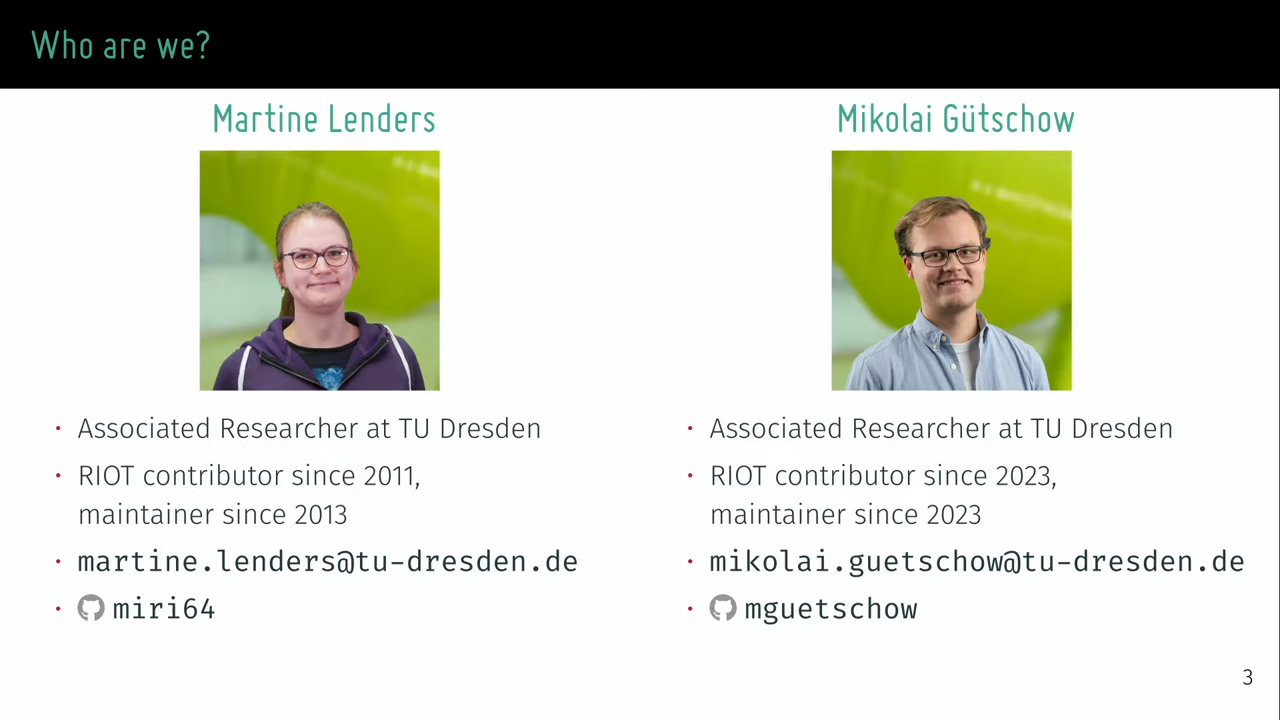 Who are we?
Martine Lenders
• Associated Researcher at TU Dresden
• RIOT contributor since 2011,
maintainer since 2013
• martine.lenders@tu-dresden.de
• miri64
Mikolai Gütschow
• Associated Researcher at TU Dresden
• RIOT contributor since 2023,
maintainer since 2023
• mikolai.guetschow@tu-dresden.de
• mguetschow
3